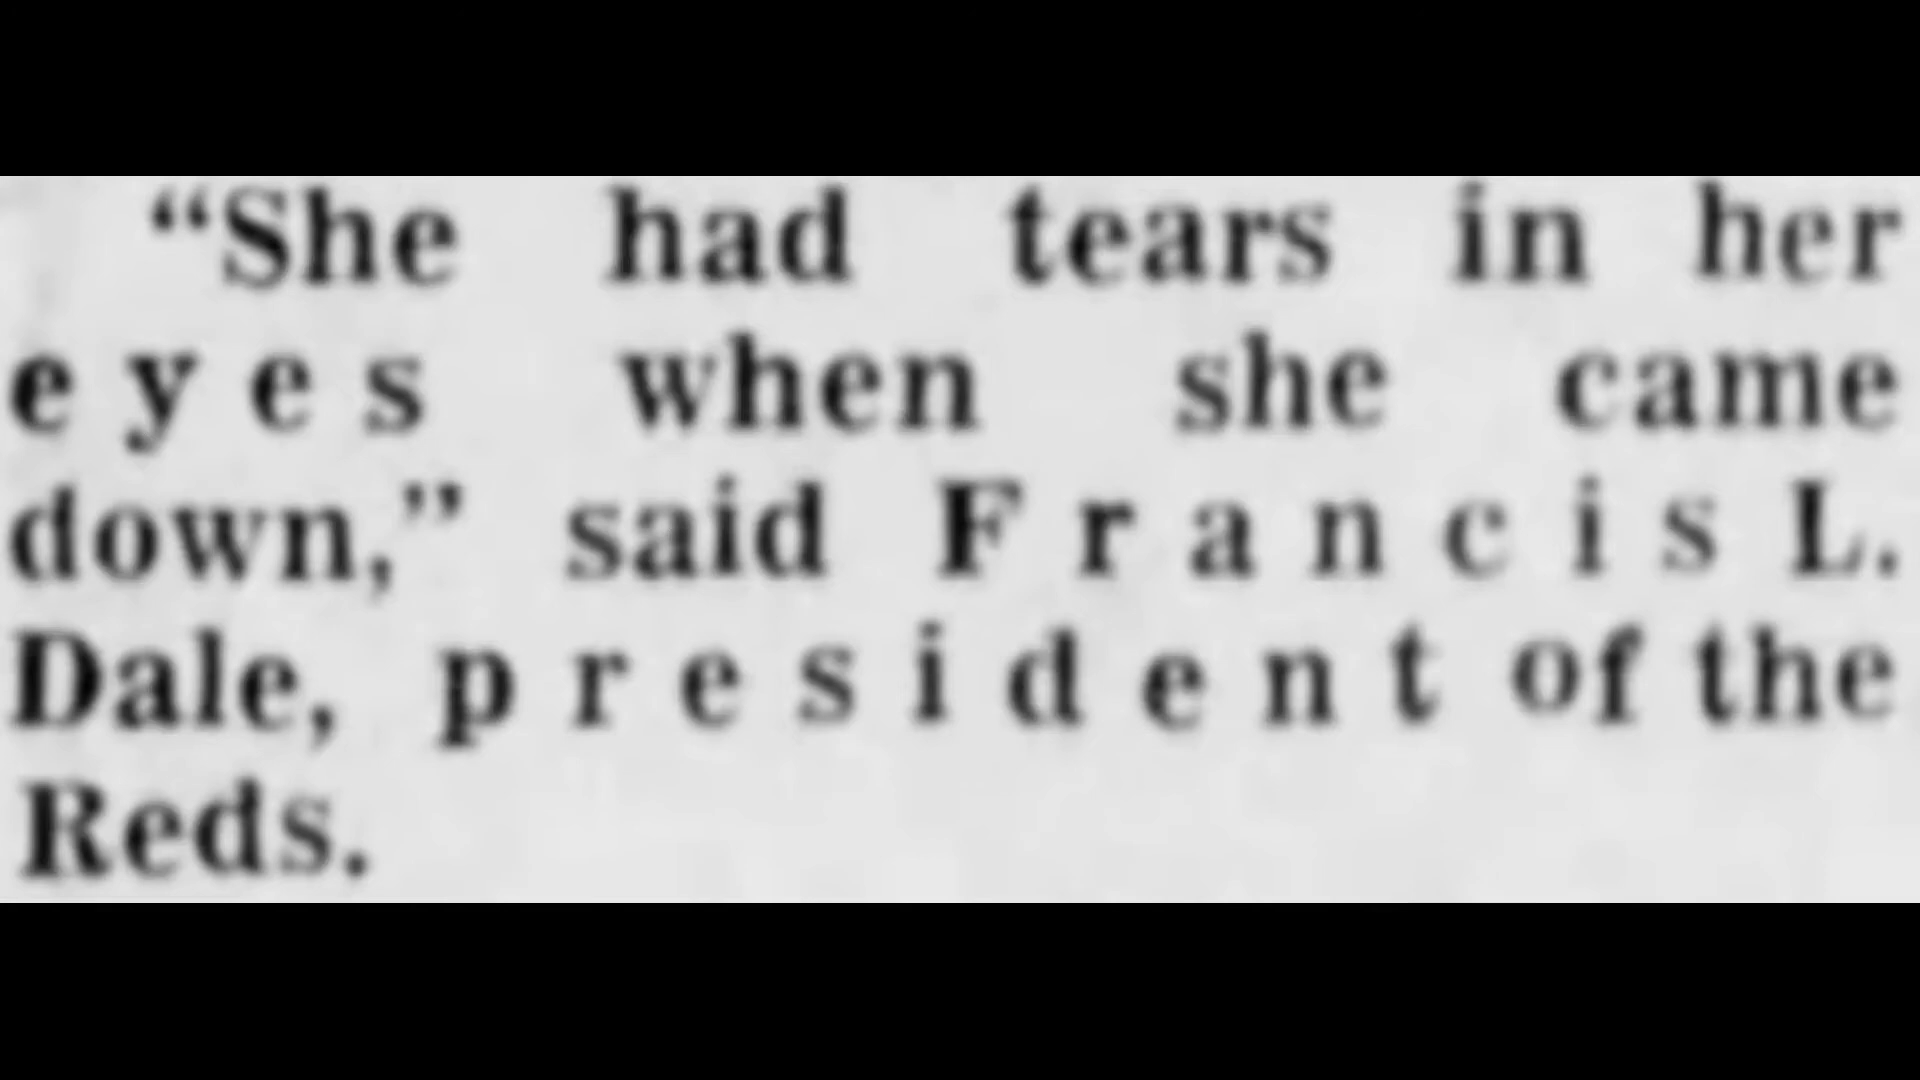 “She had tears in her
eyes when she came
down,” said Francis L.
Dale, president of the
Reds.